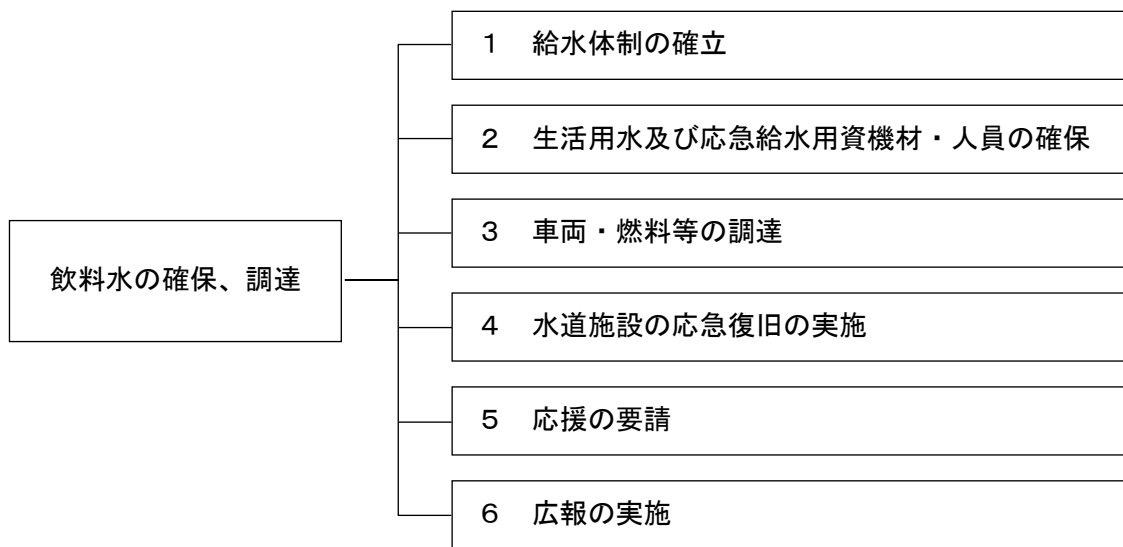 1 給水体制の確立
2 生活用水及び応急給水用資機材・人員の確保
3 車両・燃料等の調達
飲料水の確保、調達
4 水道施設の応急復旧の実施
5 応援の要請
6 広報の実施